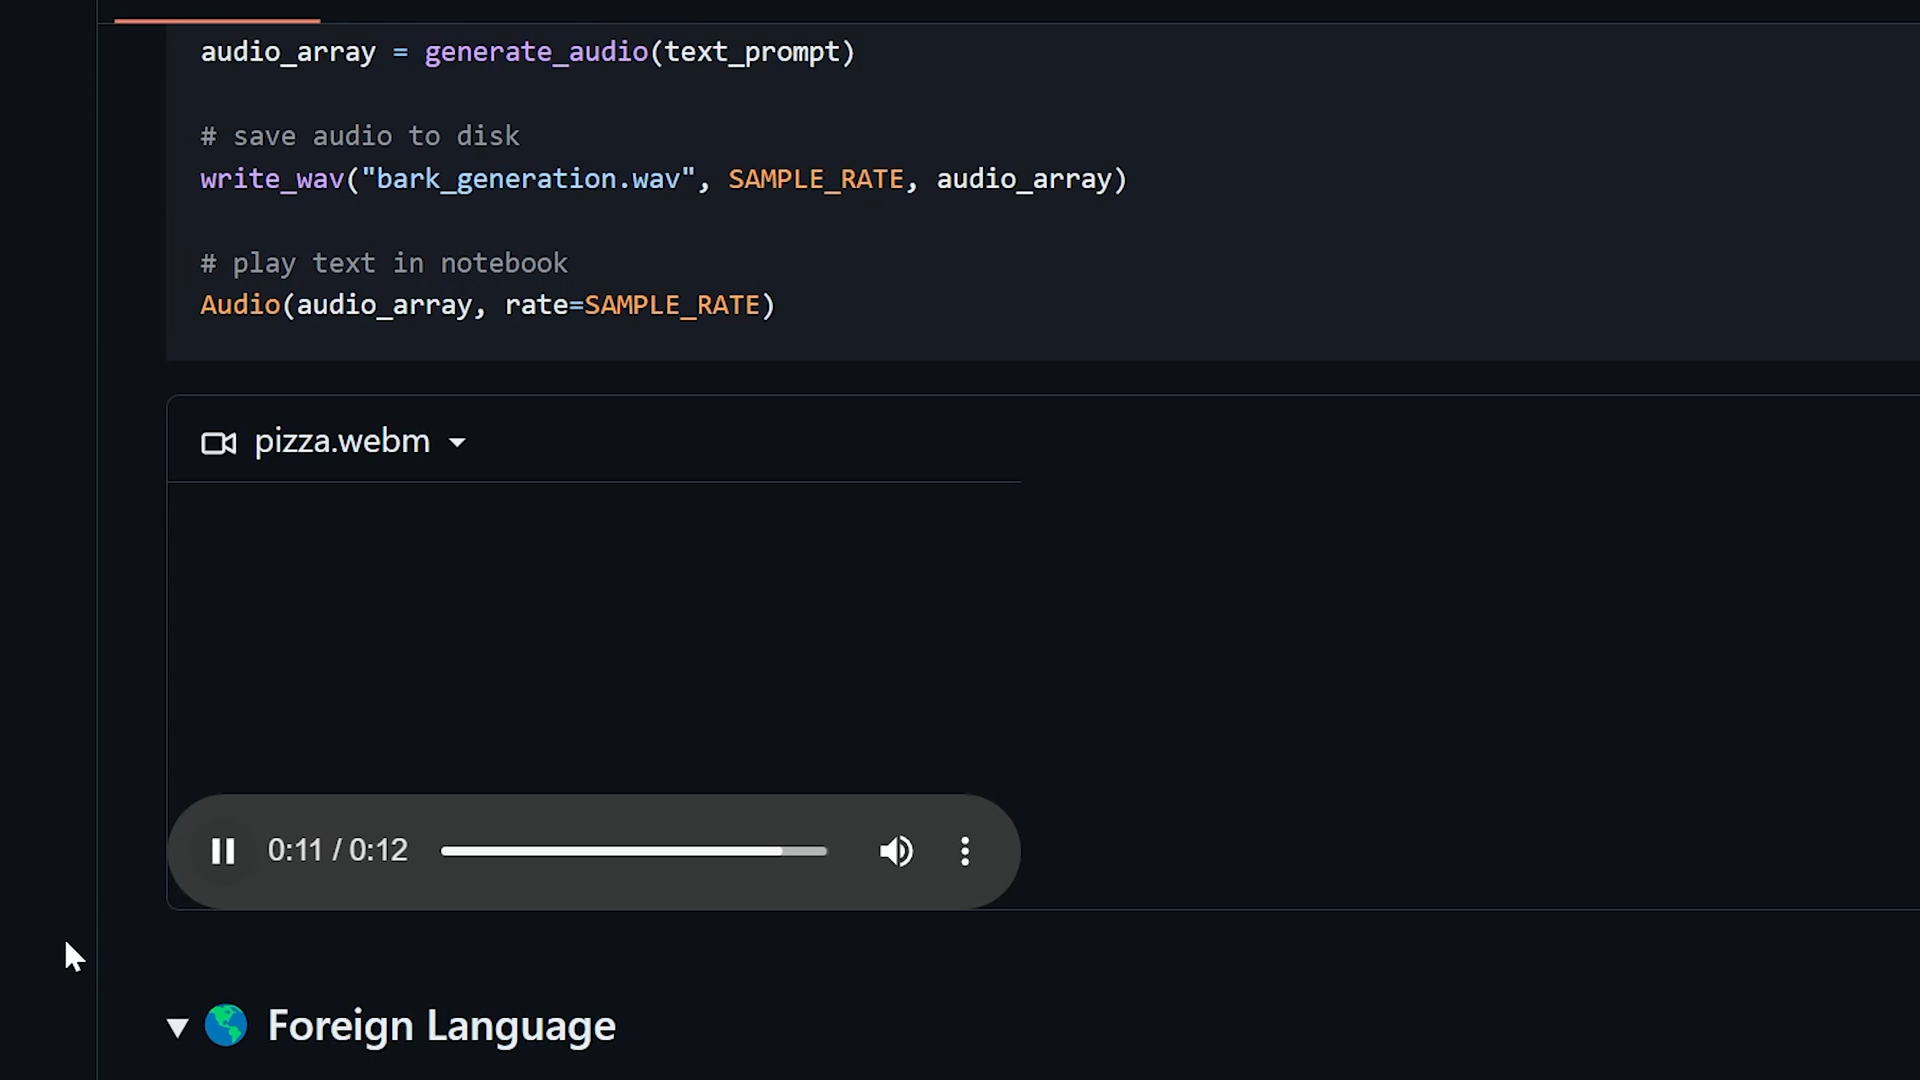 audio_array = generate_audio(text_prompt)
# save audio to disk
write_wav("bark_generation.wav", SAMPLE_RATE, audio_array)
# play text in notebook
Audio(audio_array, rate=SAMPLE_RATE)
pizza.webm
0:11 / 0:12
Foreign Language